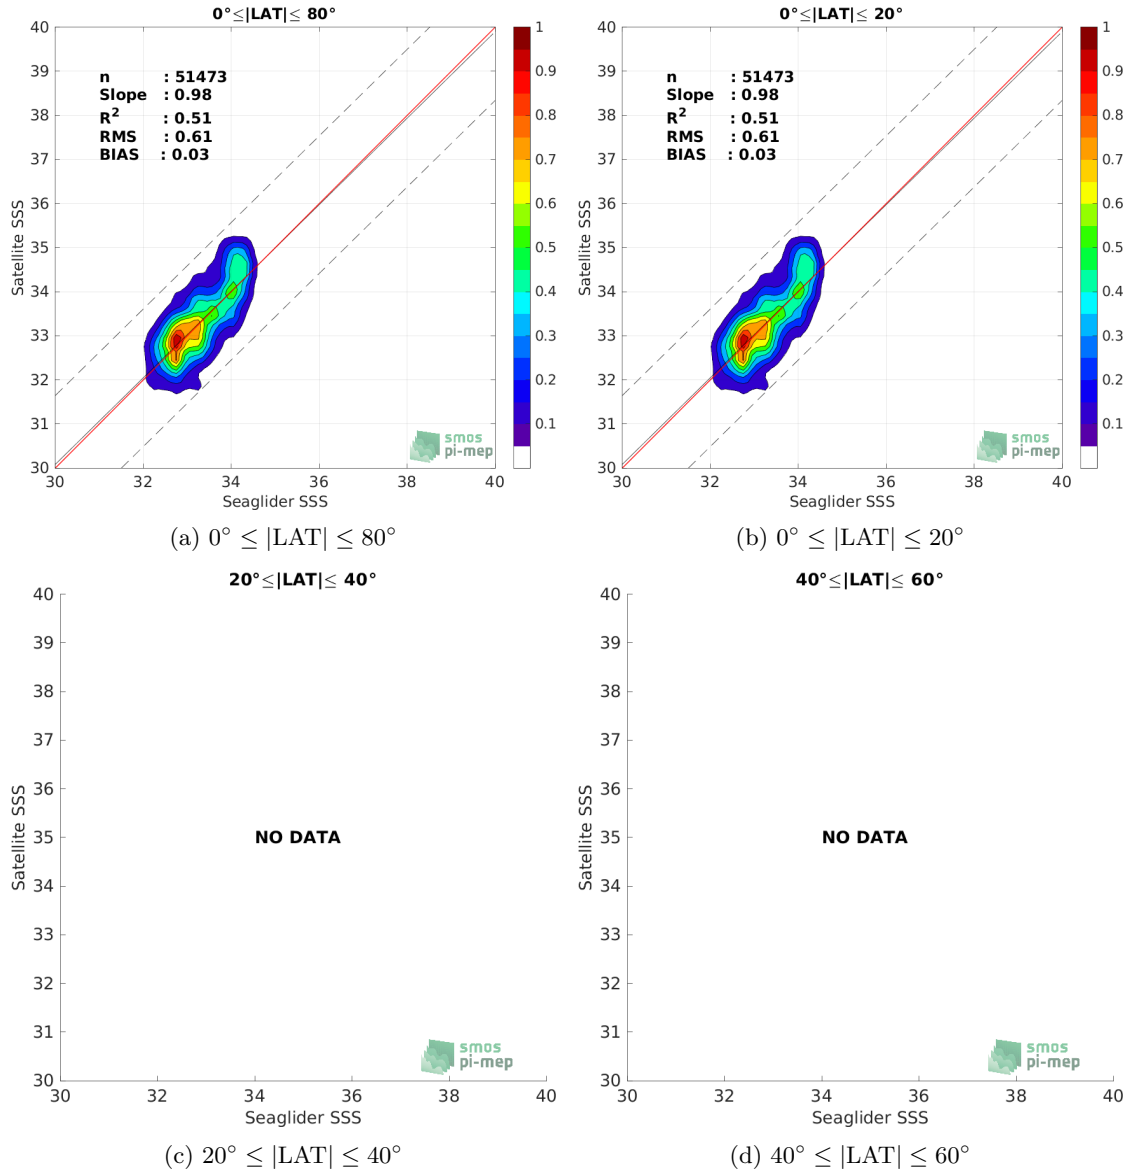 0°≤|LAT|≤ 80°
40
39
38
37
36
35
34
33
32
31
30
Satellite SSS
n : 51473
Slope : 0.98
R² : 0.51
RMS : 0.61
BIAS : 0.03
smos
pi-mep
30 32 34 36 38 40
Seaglider SSS
1
0.9
0.8
0.7
0.6
0.5
0.4
0.3
0.2
0.1
(a) 0° ≤ |LAT| ≤ 80°
0°≤|LAT|≤ 20°
40
39
38
37
36
35
34
33
32
31
30
Satellite SSS
n : 51473
Slope : 0.98
R² : 0.51
RMS : 0.61
BIAS : 0.03
smos
pi-mep
30 32 34 36 38 40
Seaglider SSS
1
0.9
0.8
0.7
0.6
0.5
0.4
0.3
0.2
0.1
(b) 0° ≤ |LAT| ≤ 20°
20°≤|LAT|≤ 40°
40
39
38
37
36
35
34
33
32
31
30
Satellite SSS
NO DATA
smos
pi-mep
30 32 34 36 38 40
Seaglider SSS
(c) 20° ≤ |LAT| ≤ 40°
40°≤|LAT|≤ 60°
40
39
38
37
36
35
34
33
32
31
30
Satellite SSS
NO DATA
smos
pi-mep
30 32 34 36 38 40
Seaglider SSS
(d) 40° ≤ |LAT| ≤ 60°